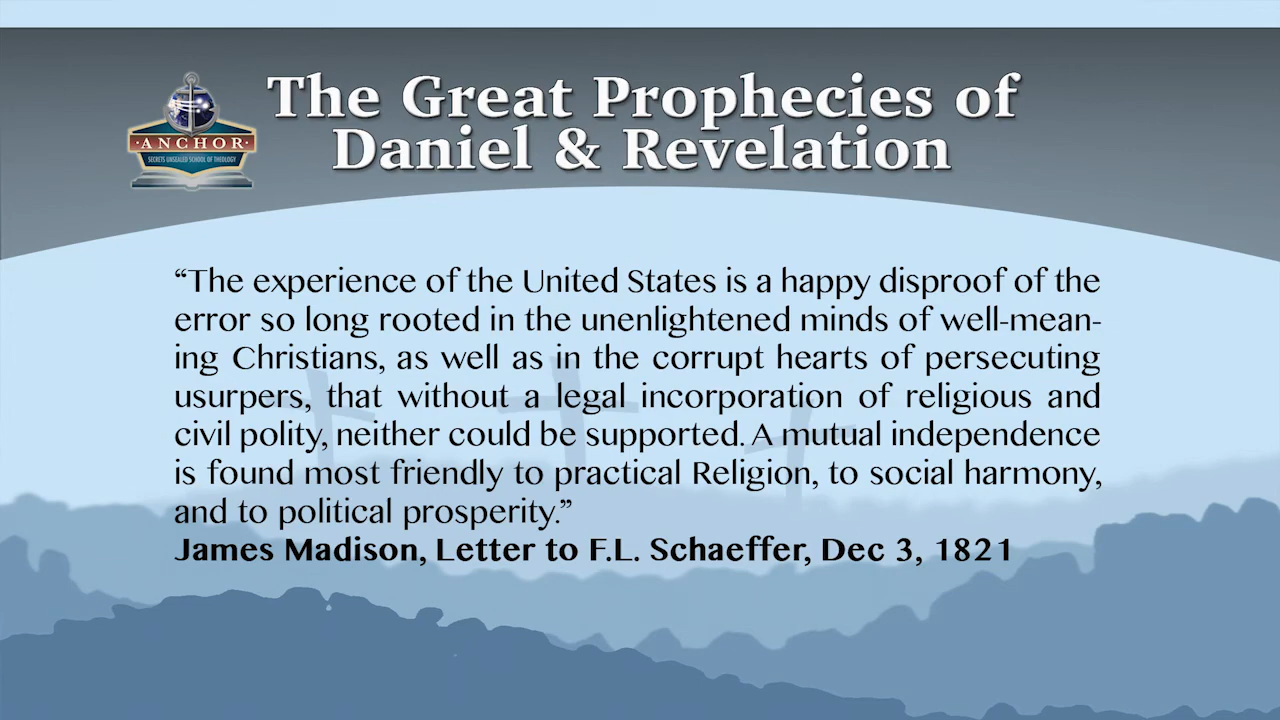 The Great Prophecies of
Daniel & Revelation
·ANCHOR·
SECRETS UNSEALED SCHOOL OF THEOLOGY
“The experience of the United States is a happy disproof of the
error so long rooted in the unenlightened minds of well-mean-
ing Christians, as well as in the corrupt hearts of persecuting
usurpers, that without a legal incorporation of religious and
civil polity, neither could be supported. A mutual independence
is found most friendly to practical Religion, to social harmony,
and to political prosperity.”
James Madison, Letter to F.L. Schaeffer, Dec 3, 1821